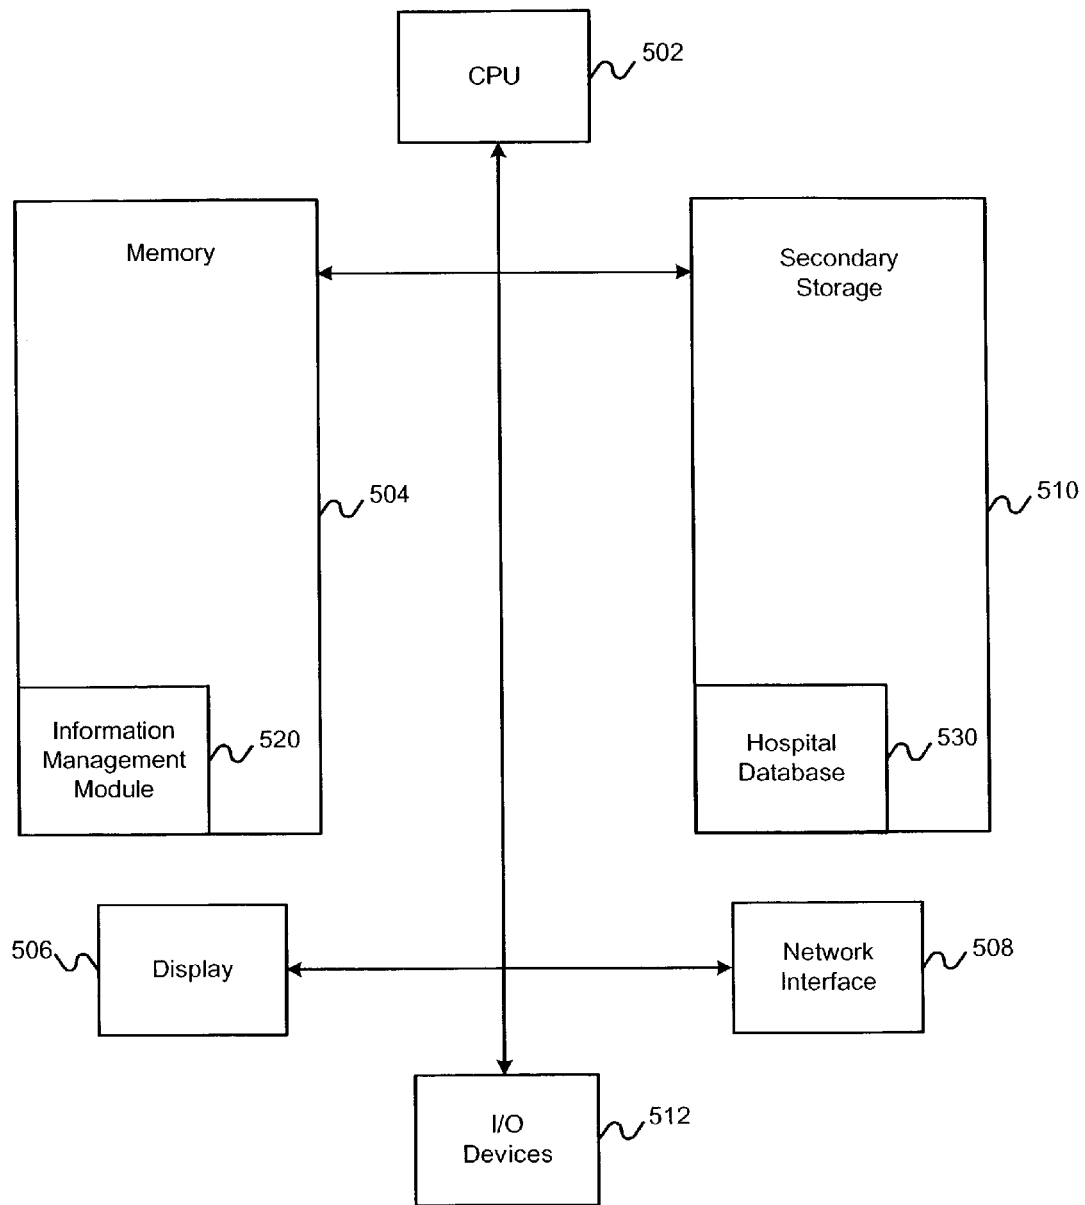 CPU
502
Memory
Secondary
Storage
504
510
Information
Management
Module
520
Hospital
Database
530
506
Display
Network
Interface
508
I/O
Devices
512